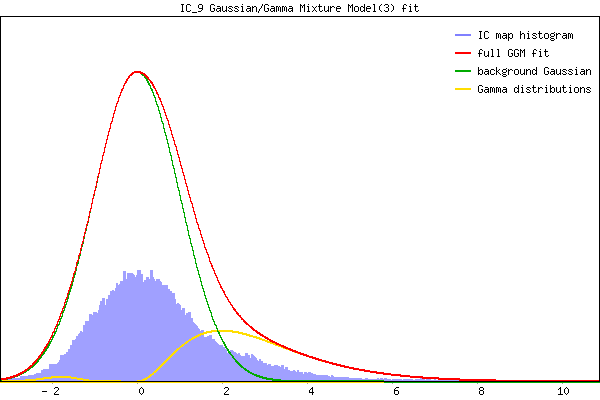 IC_9 Gaussian/Gamma Mixture Model(3) fit
IC map histogram
full GGM fit
background Gaussian
Gamma distributions
-2 0 2 4 6 8 10